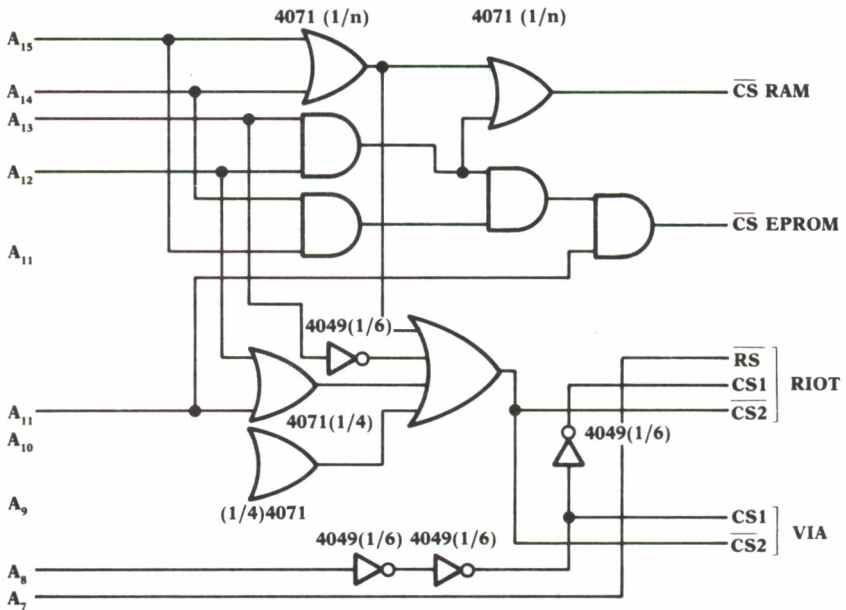 4071 (1/n) 4071 (1/n)
A15
A14
A13
A12
A11
CS RAM
CS EPROM
4049(1/6)
RS
CS1 RIOT
CS2
A11
4071(1/4)
A10
4049(1/6)
A9
(1/4)4071
CS1
VIA
CS2
4049(1/6) 4049(1/6)
A8
A7